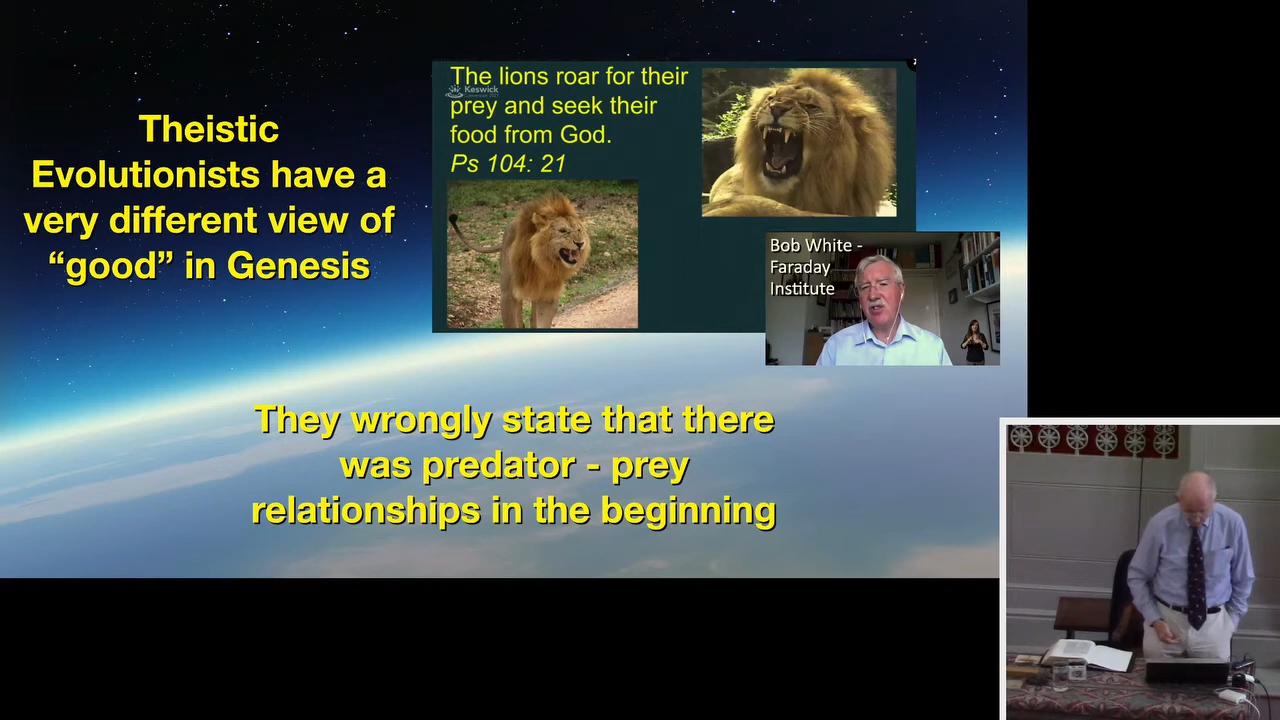 Theistic
Evolutionists have a
very different view of
“good” in Genesis
The lions roar for their
Keswick
prey and seek their
food from God.
Ps 104: 21
Bob White -
Faraday
Institute
They wrongly state that there
was predator - prey
relationships in the beginning